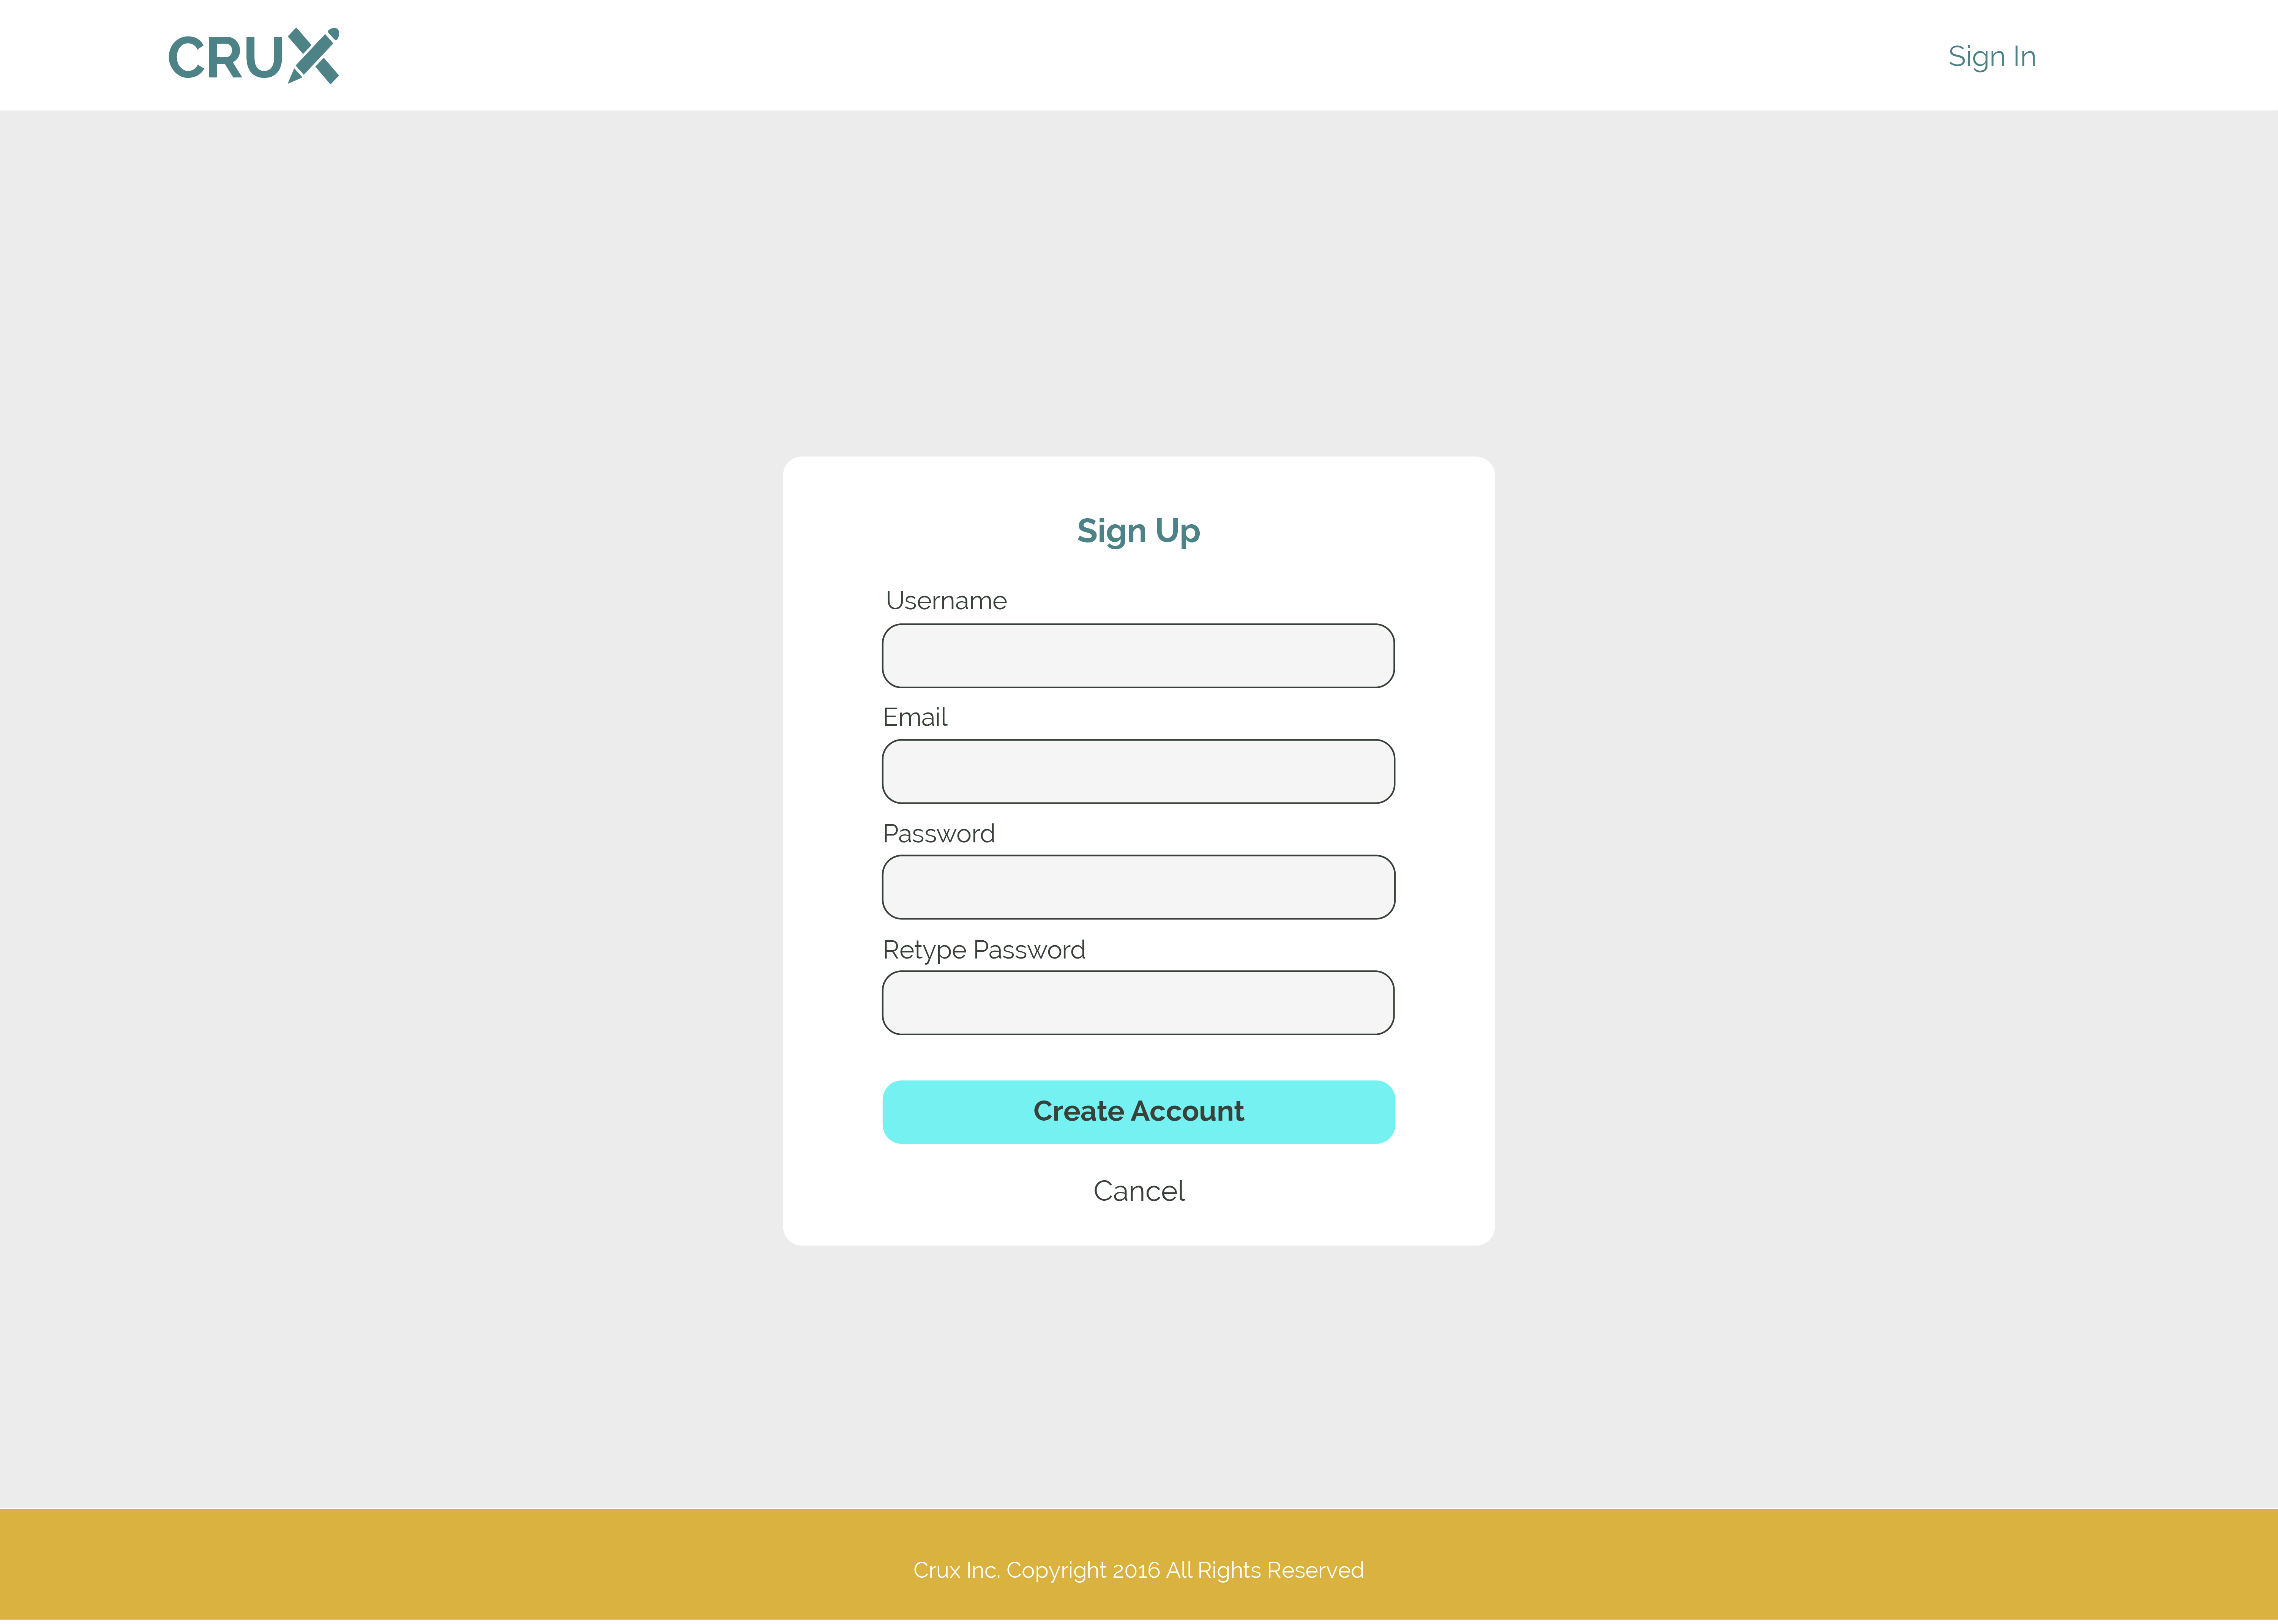 CRUX
Sign In
Sign Up
Username
Email
Password
Retype Password
Create Account
Cancel
Crux Inc. Copyright 2016 All Rights Reserved